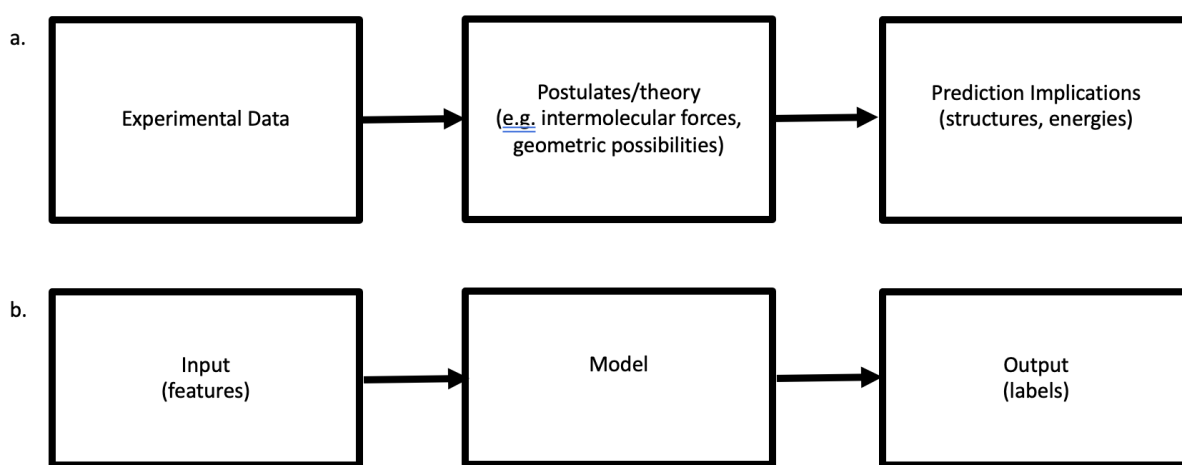 a.
Experimental Data
Postulates/theory
(e.g. intermolecular forces,
geometric possibilities)
Prediction Implications
(structures, energies)
b.
Input
(features)
Model
Output
(labels)